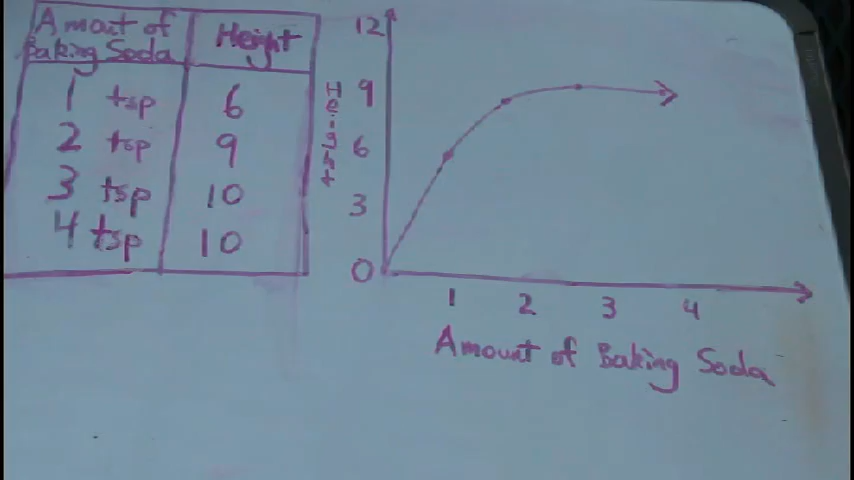 Amout of
Baking Soda
Height
1 tsp
6
2 tsp
9
3 tsp
10
4 tsp
10
Height
12
9
6
3
0
1
2
3
4
Amount of Baking Soda